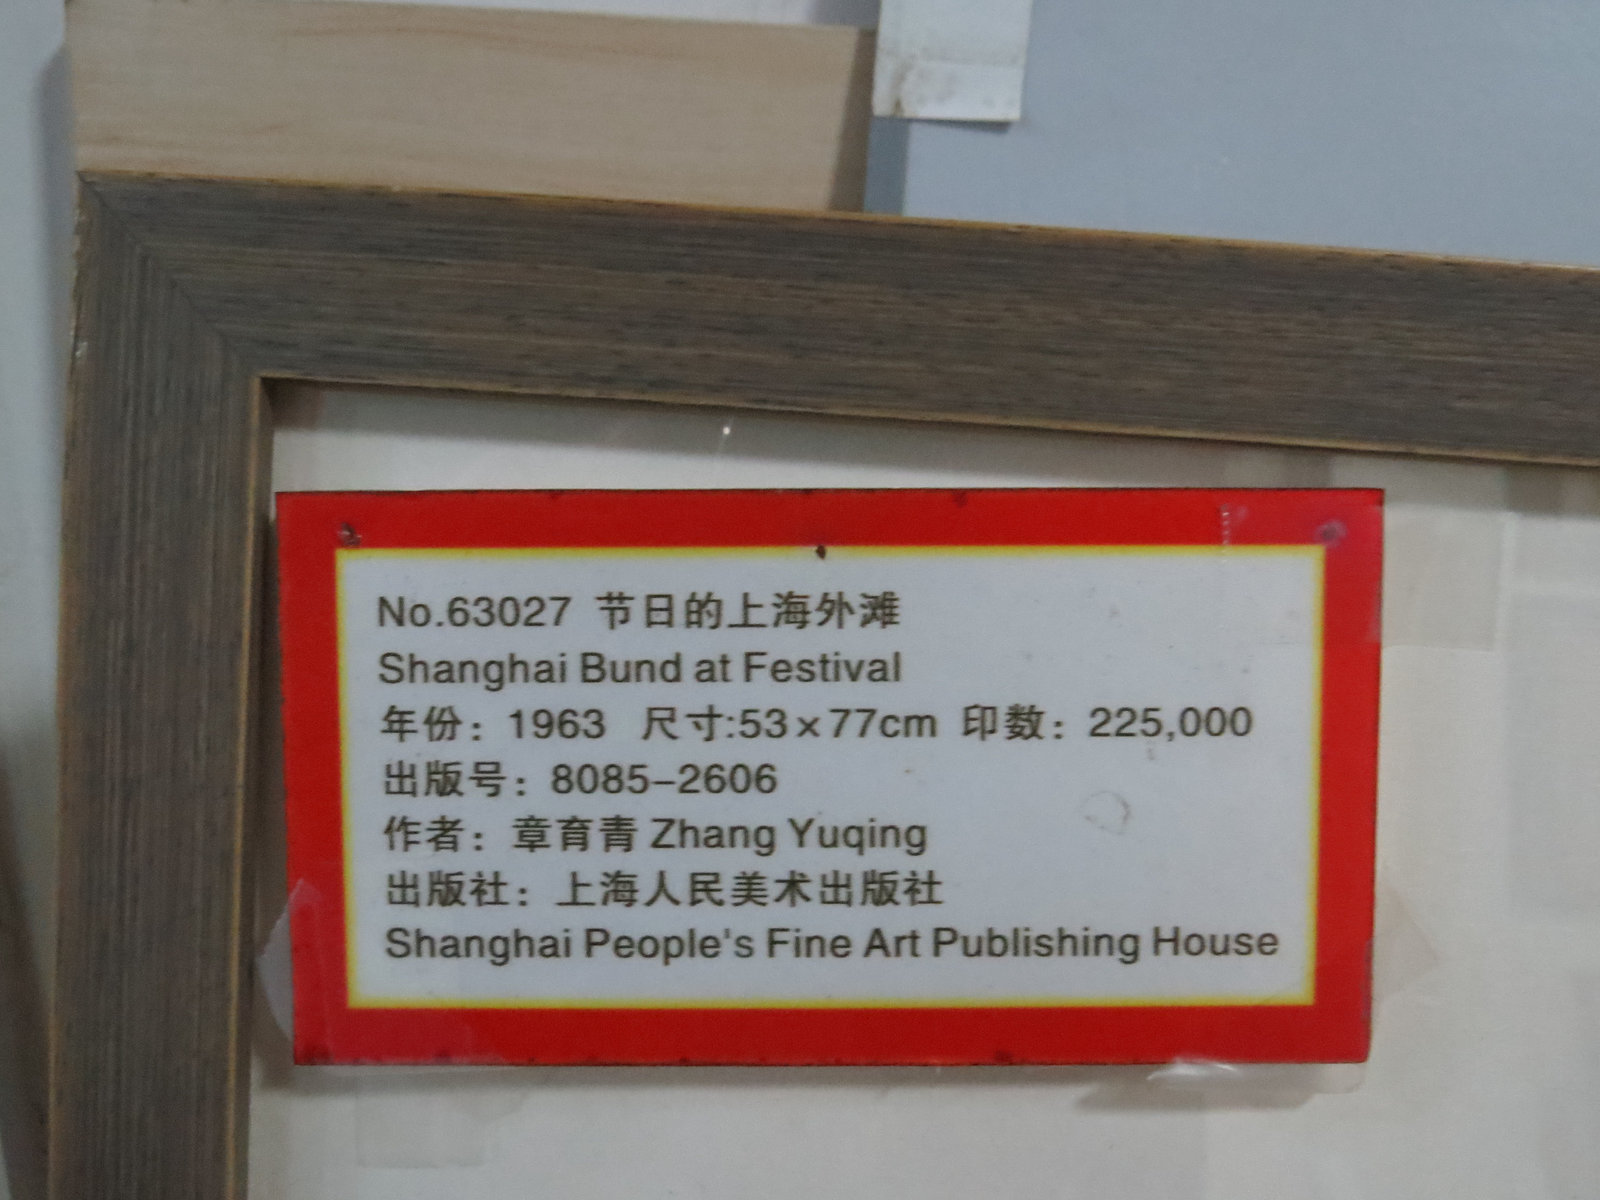 No.63027 节日的上海外滩
Shanghai Bund at Festival
年份：1963 尺寸:53×77cm 印数：225,000
出版号：8085-2606
作者：章育青 Zhang Yuqing
出版社：上海人民美术出版社
Shanghai People's Fine Art Publishing House